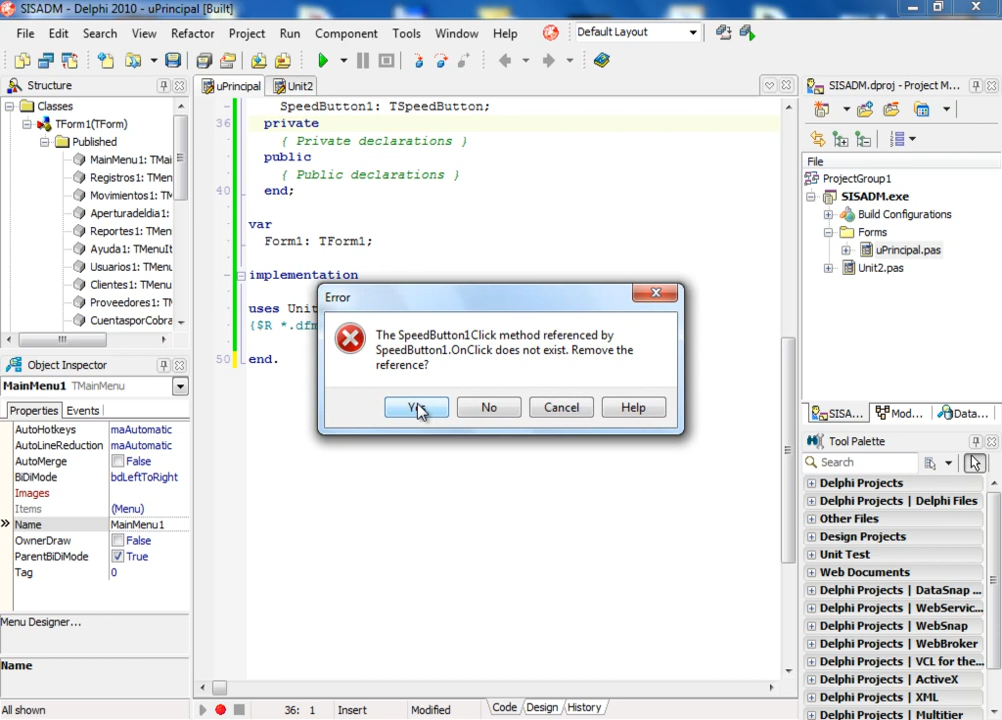 SISADM - Delphi 2010 - uPrincipal [Built]
File Edit Search View Refactor Project Run Component Tools Window Help
Default Layout
Structure
Classes
TForm1(TForm)
Published
MainMenu1: TMai
Registros1: TMen
Movimientos1: TM
Aperturadeldia1:
Reportes1: TMen
Ayuda1: TMenuIt
Usuarios1: TMenu
Clientes1: TMenu
Proveedores1: T
CuentasporCobra
Object Inspector
MainMenu1 TMainMenu
Properties Events
AutoHotkeys maAutomatic
AutoLineReduction maAutomatic
AutoMerge False
BiDiMode bdLeftToRight
Images
Items (Menu)
Name MainMenu1
OwnerDraw False
ParentBiDiMode True
Tag 0
Menu Designer...
Name
All shown
uPrincipal Unit2
SpeedButton1: TSpeedButton;
36 private
{ Private declarations }
public
{ Public declarations }
40 end;
var
Form1: TForm1;
implementation
uses Unit
{$R *.dfm
50 end.
Error
The SpeedButton1Click method referenced by
SpeedButton1.OnClick does not exist. Remove the
reference?
Yes No Cancel Help
36: 1 Insert Modified Code Design History
SISADM.dproj - Project M...
File
ProjectGroup1
SISADM.exe
Build Configurations
Forms
uPrincipal.pas
Unit2.pas
SISA... Mod... Data...
Tool Palette
Search
Delphi Projects
Delphi Projects | Delphi Files
Other Files
Design Projects
Unit Test
Web Documents
Delphi Projects | DataSnap ...
Delphi Projects | WebServic...
Delphi Projects | WebSnap
Delphi Projects | WebBroker
Delphi Projects | VCL for the...
Delphi Projects | ActiveX
Delphi Projects | XML
Delphi Projects | Multitier